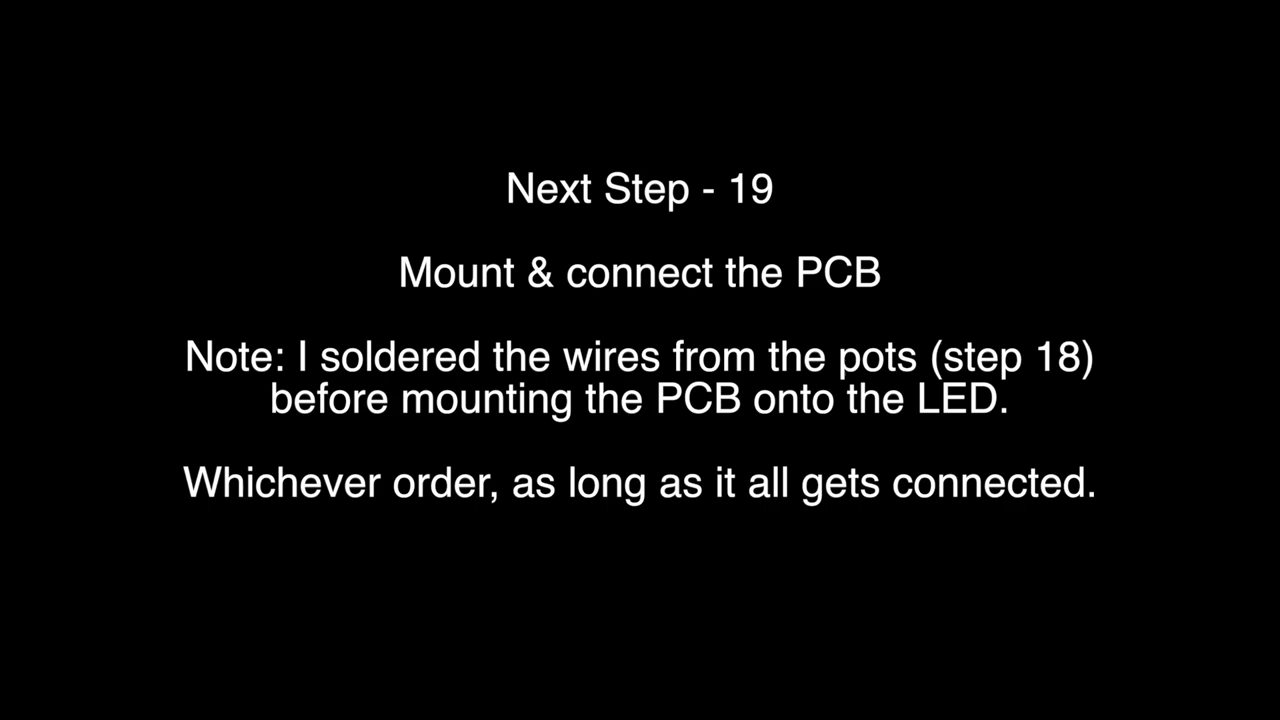 Next Step - 19
Mount & connect the PCB
Note: I soldered the wires from the pots (step 18)
before mounting the PCB onto the LED.
Whichever order, as long as it all gets connected.